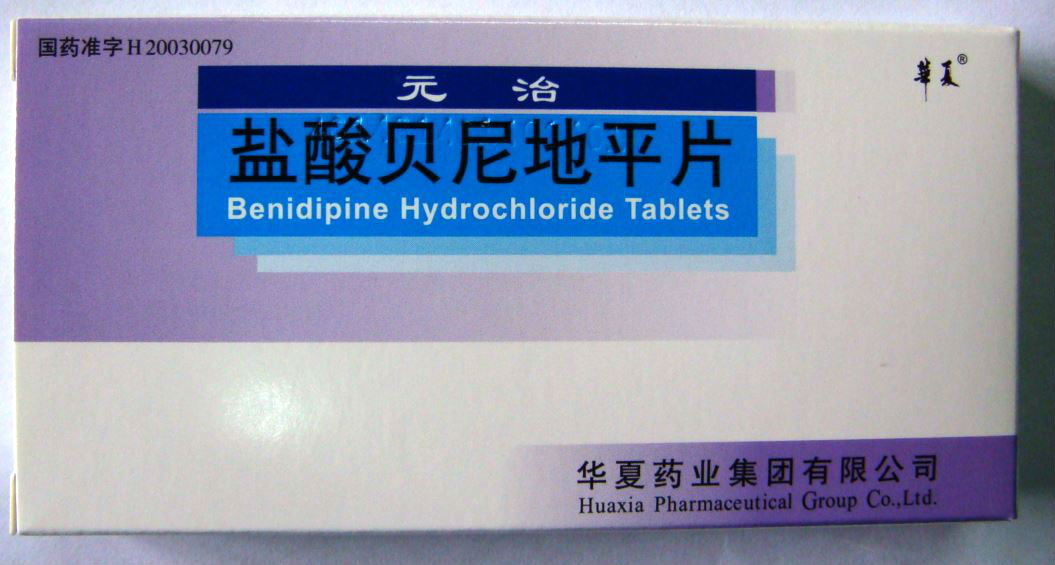 国药准字H20030079
華夏®
元治
盐酸贝尼地平片
Benidipine Hydrochloride Tablets
华夏药业集团有限公司
Huaxia Pharmaceutical Group Co.,Ltd.